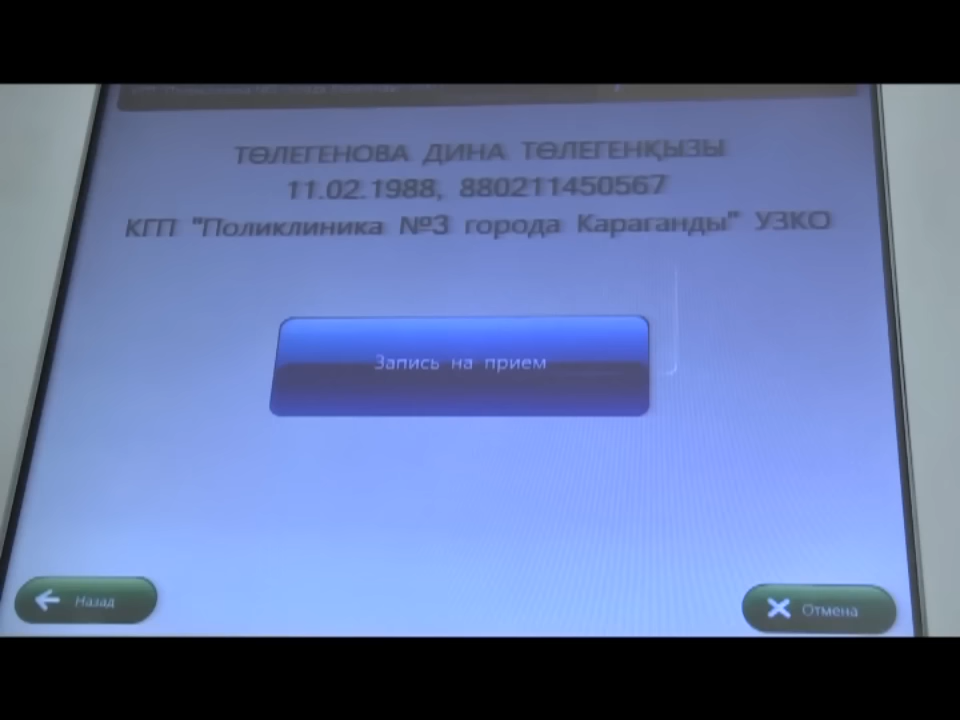 ТӨЛЕГЕНОВА ДИНА ТӨЛЕГЕНҚЫЗЫ
11.02.1988, 880211450567
КГП "Поликлиника №3 города Караганды" УЗКО
Запись на прием
Назад
Отмена